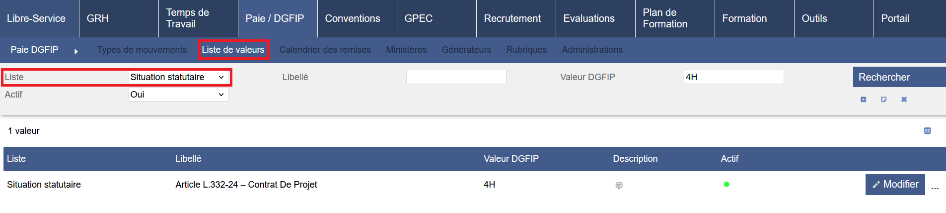 Libre-Service GRH Temps de Travail Paie / DGFIP Conventions GPEC Recrutement Evaluations Plan de Formation Formation Outils Portail
Paie DGFIP Types de mouvements Liste de valeurs Calendrier des remises Ministères Générateurs Rubriques Administrations
Liste Situation statutaire Libellé Valeur DGFIP 4H Rechercher
Actif Oui
1 valeur
Liste Libellé Valeur DGFIP Description Actif
Situation statutaire Article L.332-24 – Contrat De Projet 4H Modifier ...